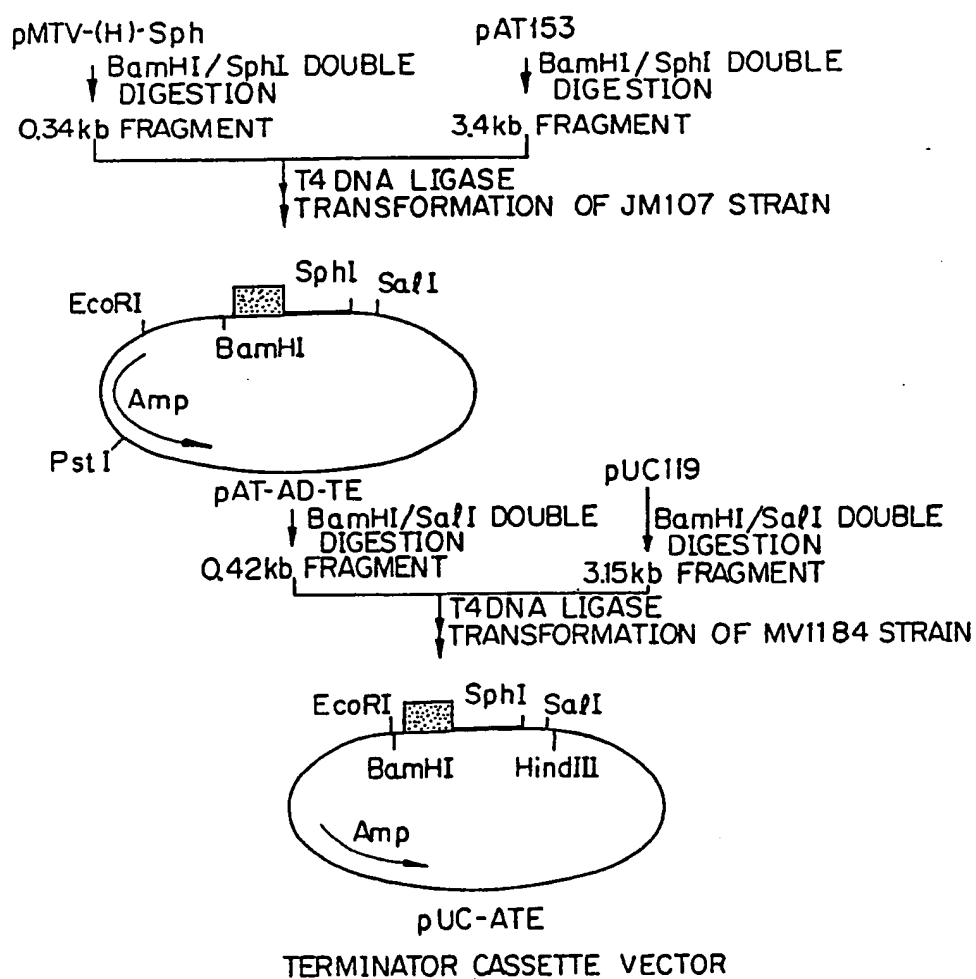 pMTV-(H)-Sph
BamHI/SphI DOUBLE
DIGESTION
0.34kb FRAGMENT
pAT153
BamHI/SphI DOUBLE
DIGESTION
3.4kb FRAGMENT
T4 DNA LIGASE
TRANSFORMATION OF JM107 STRAIN
EcoRI
BamHI
SphI
SalI
Amp
PstI
pAT-AD-TE
BamHI/SalI DOUBLE
DIGESTION
0.42kb FRAGMENT
pUC119
BamHI/SalI DOUBLE
DIGESTION
3.15kb FRAGMENT
T4 DNA LIGASE
TRANSFORMATION OF MV1184 STRAIN
EcoRI
BamHI
SphI
SalI
HindIII
Amp
pUC-ATE
TERMINATOR CASSETTE VECTOR